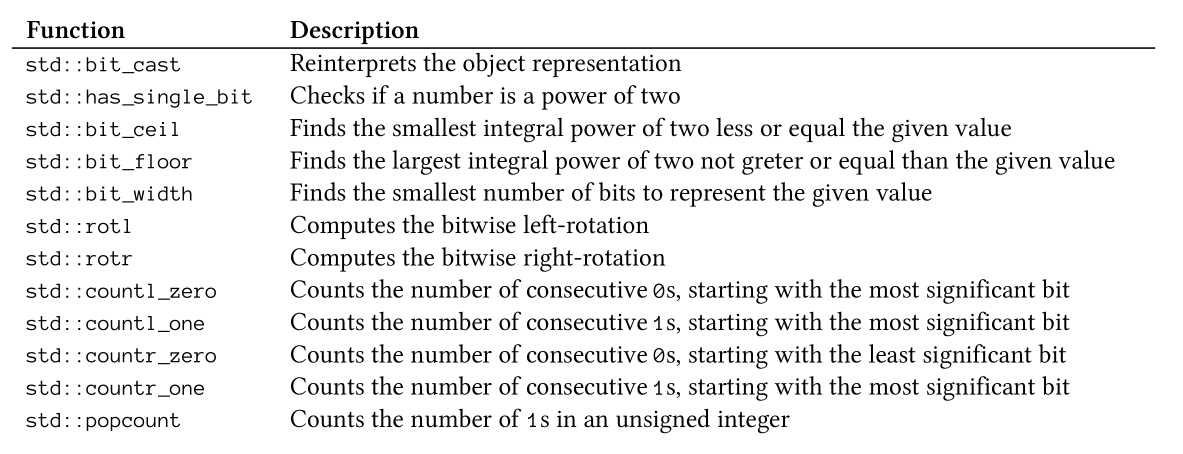 Function Description
std::bit_cast Reinterprets the object representation
std::has_single_bit Checks if a number is a power of two
std::bit_ceil Finds the smallest integral power of two less or equal the given value
std::bit_floor Finds the largest integral power of two not greter or equal than the given value
std::bit_width Finds the smallest number of bits to represent the given value
std::rotl Computes the bitwise left-rotation
std::rotr Computes the bitwise right-rotation
std::countl_zero Counts the number of consecutive 0s, starting with the most significant bit
std::countl_one Counts the number of consecutive 1s, starting with the most significant bit
std::countr_zero Counts the number of consecutive 0s, starting with the least significant bit
std::countr_one Counts the number of consecutive 1s, starting with the most significant bit
std::popcount Counts the number of 1s in an unsigned integer